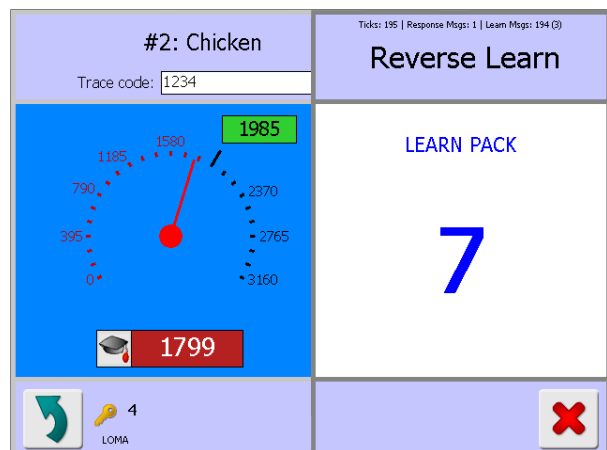 #2: Chicken
Trace code: 1234
Ticks: 195 | Response Msgs: 1 | Learn Msgs: 194 (3)
Reverse Learn
1985
1580
1185
790
2370
395
2765
0
3160
1799
LEARN PACK
7
4
LOMA